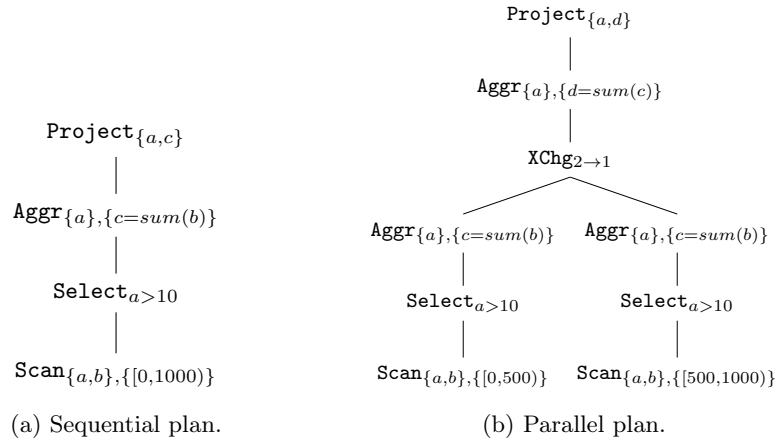 Project{a,c}
Aggr{a},{c=sum(b)}
Select a>10
Scan{a,b},{[0,1000)}
(a) Sequential plan.
Project{a,d}
Aggr{a},{d=sum(c)}
XChg2→1
Aggr{a},{c=sum(b)} Aggr{a},{c=sum(b)}
Select a>10 Select a>10
Scan{a,b},{[0,500)} Scan{a,b},{[500,1000)}
(b) Parallel plan.